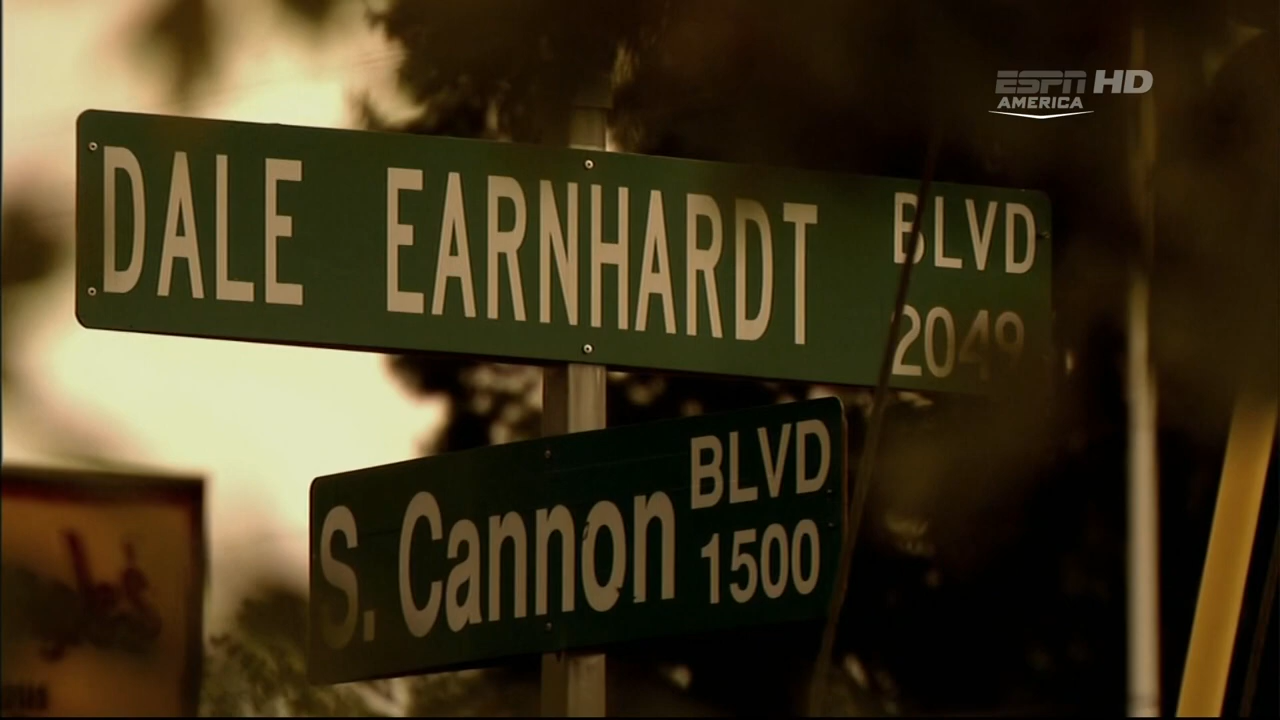 ESPN HD
AMERICA
DALE EARNHARDT BLVD
2049
S. Cannon BLVD
1500